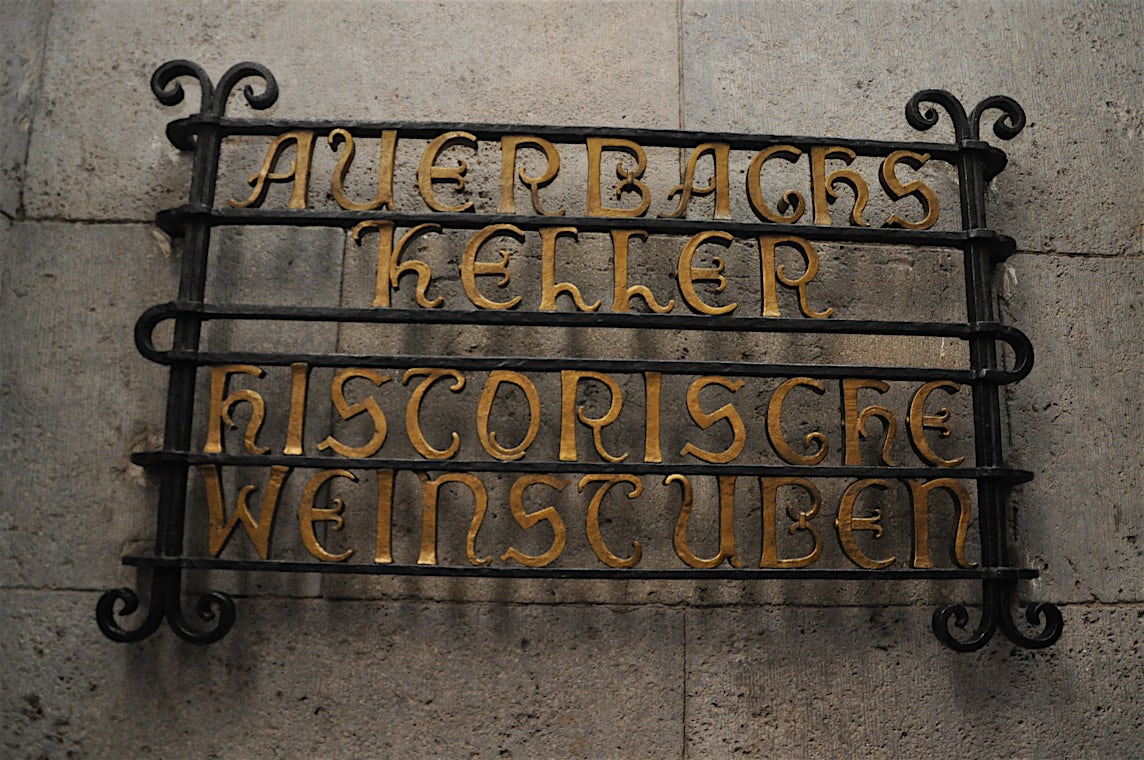 AUERBACHS
KELLER
HISTORISCHE
WEINSTUBEN